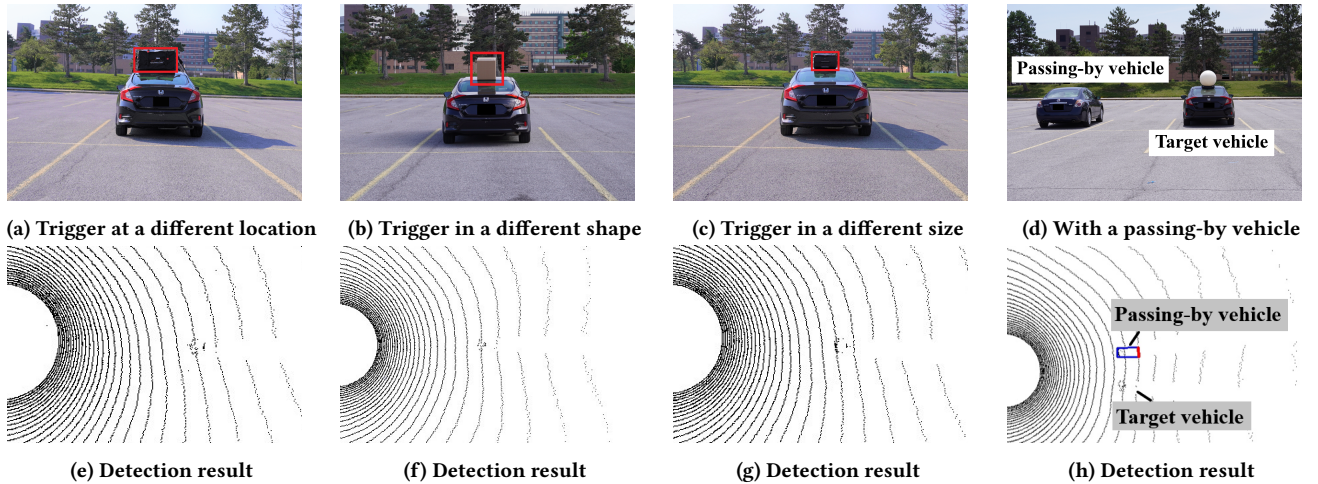 Passing-by vehicle
Target vehicle
(a) Trigger at a different location
(b) Trigger in a different shape
(c) Trigger in a different size
(d) With a passing-by vehicle
Passing-by vehicle
Target vehicle
(e) Detection result
(f) Detection result
(g) Detection result
(h) Detection result